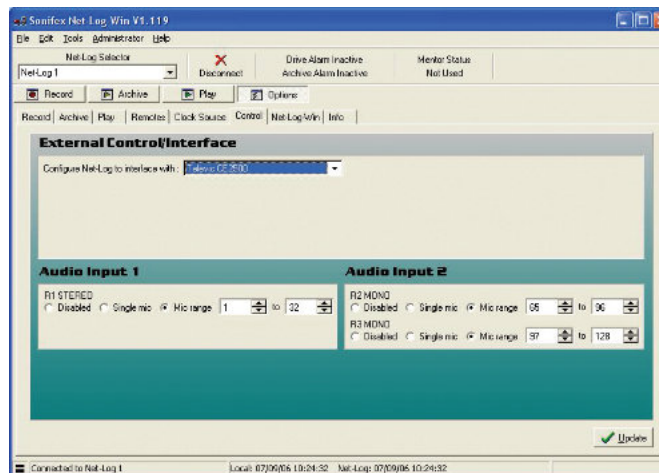 Sonifex Net-Log-Win V1.119
File Edit Tools Administrator Help
Net-Log Selector
Net-Log 1
Disconnect
Drive Alarm Inactive
Archive Alarm Inactive
Mentor Status
Not Used
Record Archive Play Options
Record Archive Play Remotes Clock Source Control Net-Log-Win Info
External Control/Interface
Configure Net-Log to interface with :
Audio Input 1
R1 STEREO
Disabled Single mic Mic range 1 to 32
Audio Input 2
R2 MONO
Disabled Single mic Mic range 65 to 96
R3 MONO
Disabled Single mic Mic range 97 to 128
Update
Connected to Net-Log 1 Local: 07/09/06 10:24:32 Net-Log: 07/09/06 10:24:32